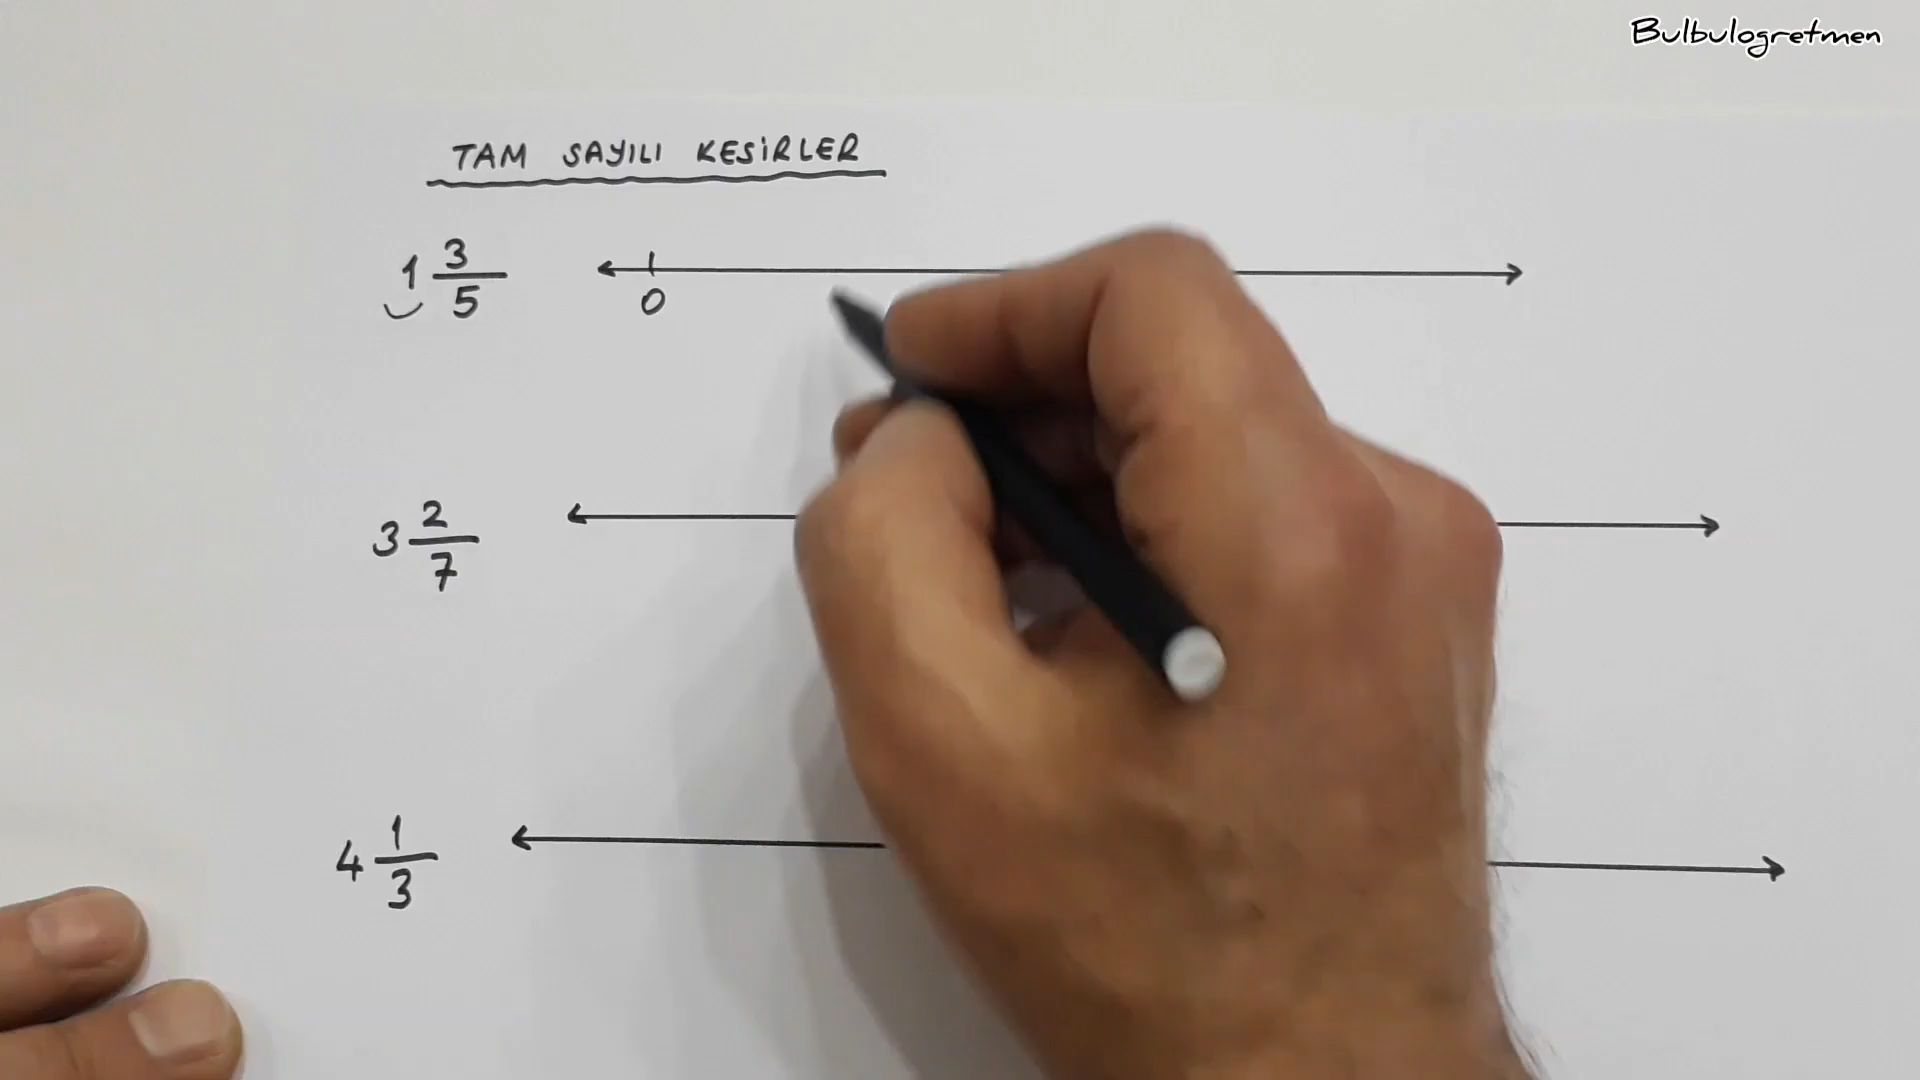 Bulbulogretmen
TAM SAYILI KESİRLER
1 3/5
0
3 2/7
4 1/3